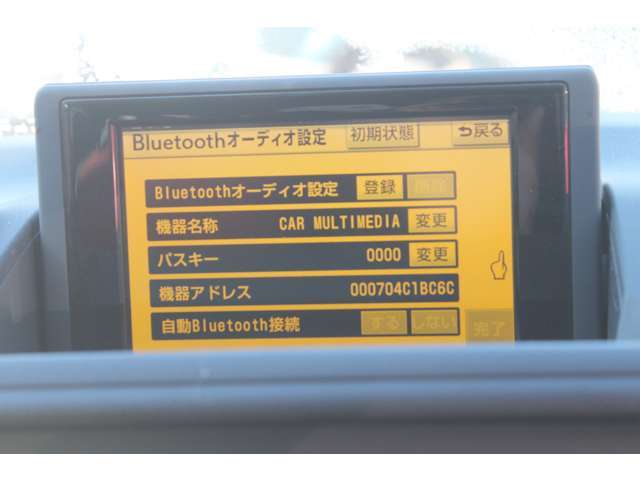 Bluetoothオーディオ設定 初期状態 戻る
Bluetoothオーディオ設定 登録
機器名称 CAR MULTIMEDIA 変更
パスキー 0000 変更
機器アドレス 000704C1BC6C
自動Bluetooth接続 する しない 完了